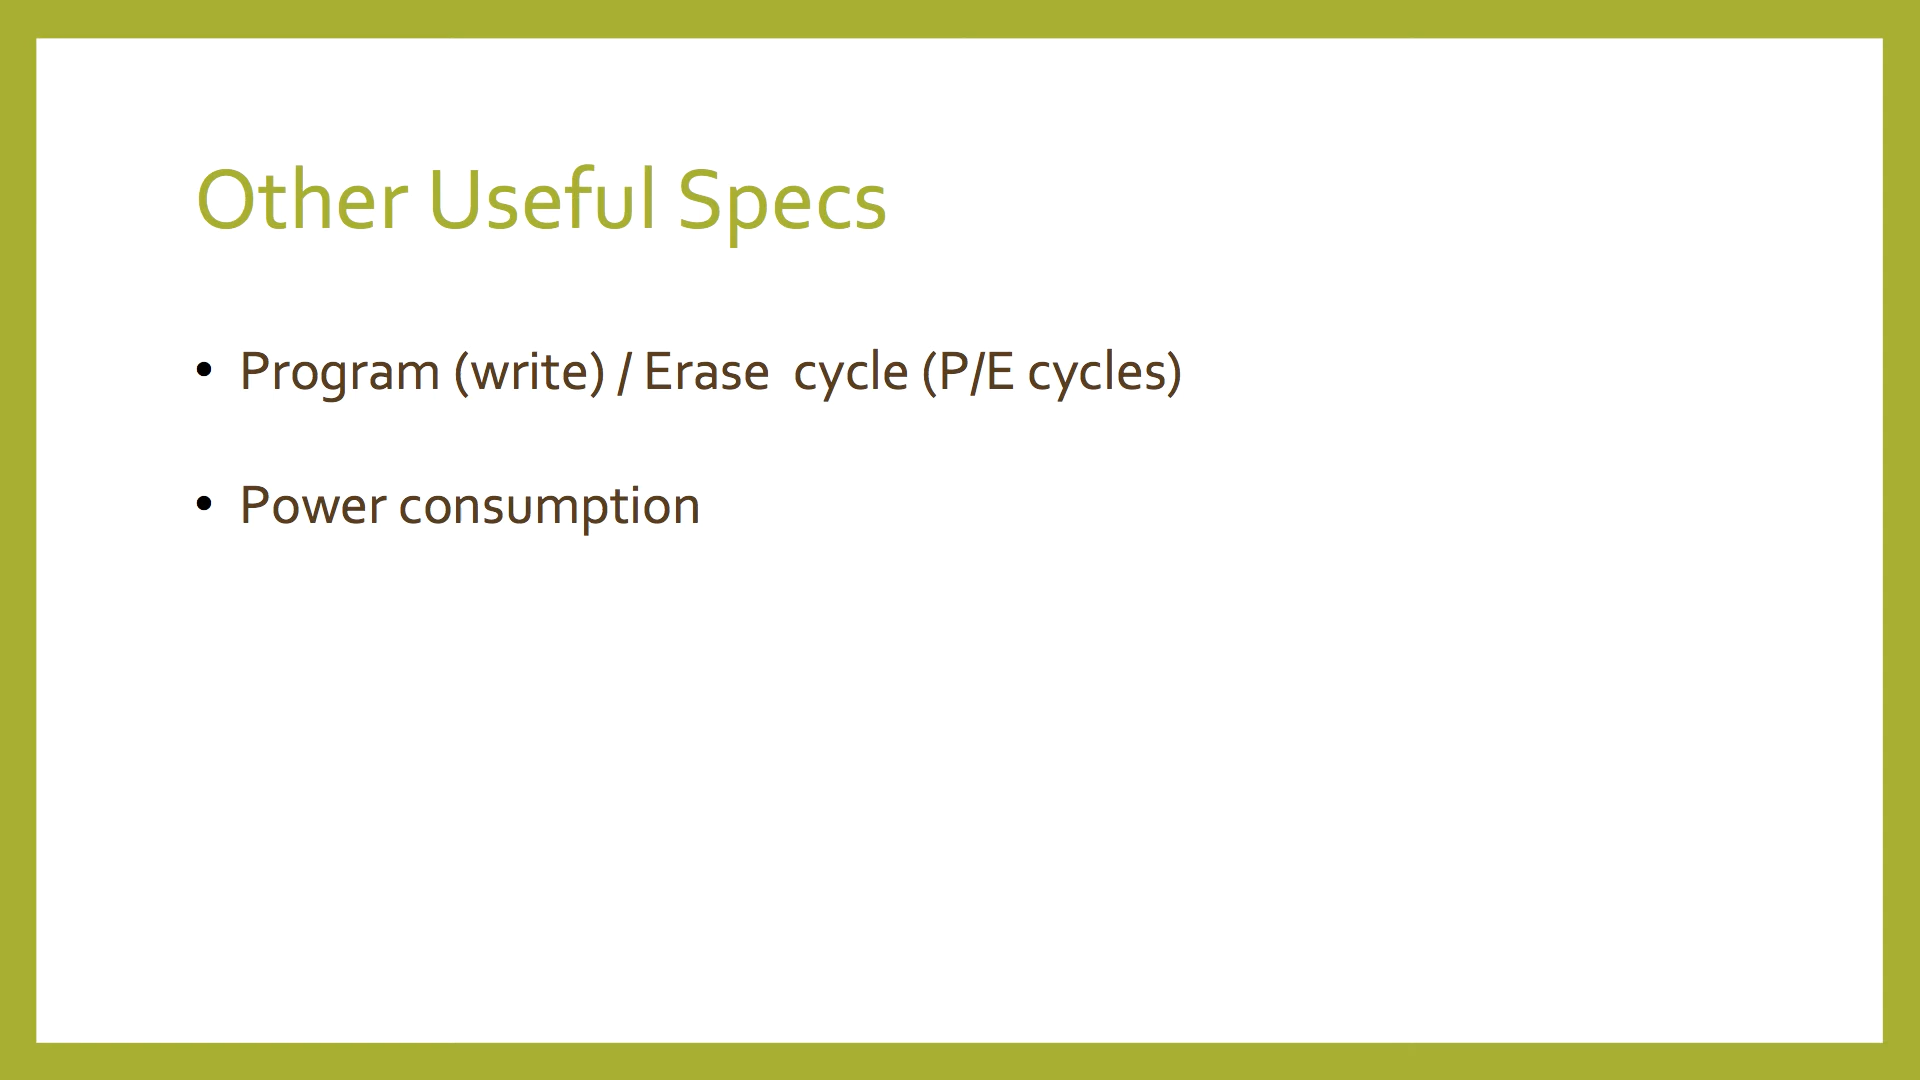 Other Useful Specs
• Program (write) / Erase  cycle (P/E cycles)
• Power consumption